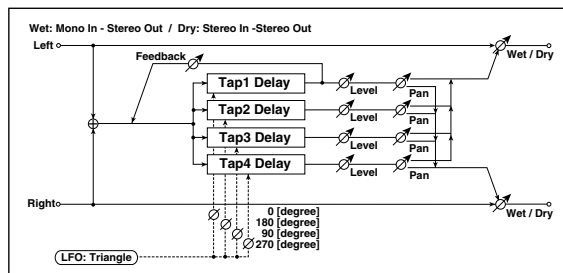 Wet: Mono In - Stereo Out / Dry: Stereo In -Stereo Out
Left
Wet / Dry
Feedback
Tap1 Delay
Level
Pan
Tap2 Delay
Level
Pan
Tap3 Delay
Level
Pan
Tap4 Delay
Level
Pan
Right
Wet / Dry
0 [degree]
180 [degree]
90 [degree]
270 [degree]
LFO: Triangle